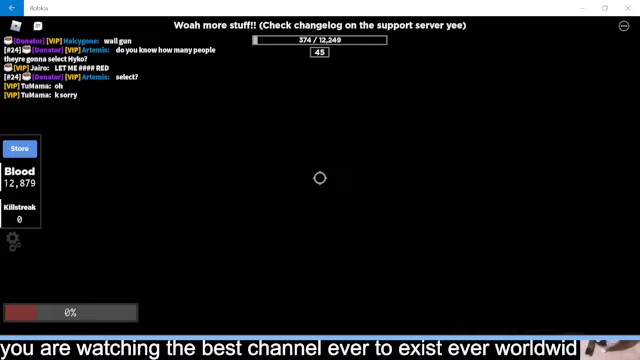 Roblox
Woah more stuff!! (Check changelog on the support server yee)
374 / 12,249
45
[Donator] [VIP] Halcygone: wall gun
[#24] [Donator] [VIP] Artemis: do you know how many people
theyre gonna select Hyko?
[VIP] Jairo: LET ME #### RED
[#24] [Donator] [VIP] Artemis: select?
[VIP] TuMama: oh
[VIP] TuMama: k sorry
Store
Blood
12,879
Killstreak
0
0%
you are watching the best channel ever to exist ever worldwid